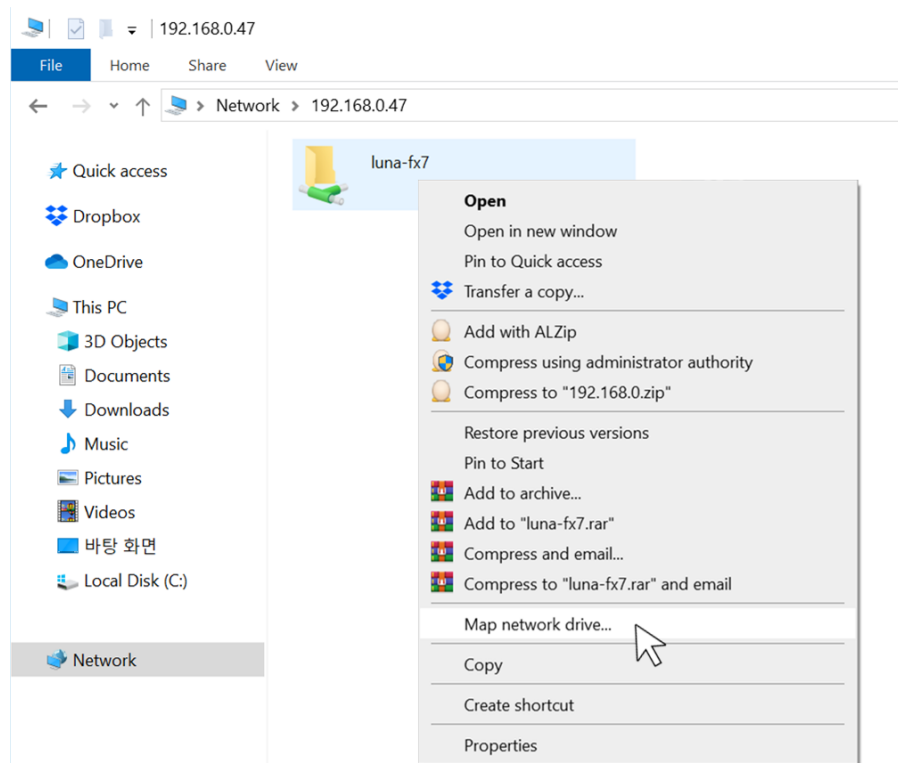 192.168.0.47
File Home Share View
Network > 192.168.0.47
Quick access
Dropbox
OneDrive
This PC
3D Objects
Documents
Downloads
Music
Pictures
Videos
바탕 화면
Local Disk (C:)
Network
luna-fx7
Open
Open in new window
Pin to Quick access
Transfer a copy...
Add with ALZip
Compress using administrator authority
Compress to "192.168.0.zip"
Restore previous versions
Pin to Start
Add to archive...
Add to "luna-fx7.rar"
Compress and email...
Compress to "luna-fx7.rar" and email
Map network drive...
Copy
Create shortcut
Properties